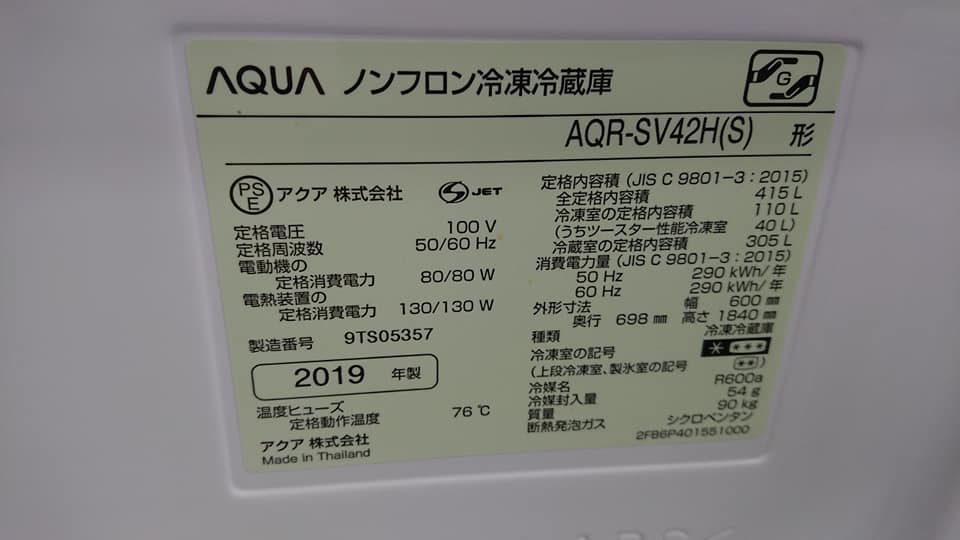 AQUA ノンフロン冷凍冷蔵庫
G
AQR-SV42H(S) 形
PS
E
アクア 株式会社
S JET
定格電圧 100 V
定格周波数 50/60 Hz
電動機の
定格消費電力 80/80 W
電熱装置の
定格消費電力 130/130 W
製造番号 9TS05357
2019 年製
温度ヒューズ
定格動作温度 76 ℃
アクア 株式会社
Made in Thailand
定格内容積 (JIS C 9801-3 : 2015)
全定格内容積 415 L
冷凍室の定格内容積 110 L
(うちツースター性能冷凍室 40 L)
冷蔵室の定格内容積 305 L
消費電力量 (JIS C 9801-3 : 2015)
50 Hz 290 kWh/年
60 Hz 290 kWh/年
外形寸法 幅 600 ㎜
奥行 698 ㎜ 高さ 1840 ㎜
種類 冷凍冷蔵庫
冷凍室の記号 * ***
(上段冷凍室、製氷室の記号 ** )
冷媒名 R600a
冷媒封入量 54 g
質量 90 kg
断熱発泡ガス シクロペンタン
2FB6P401551000